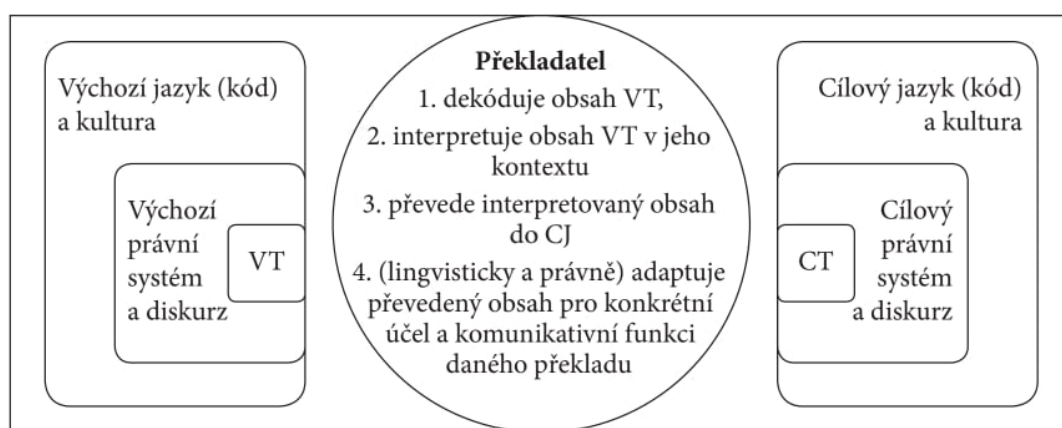 Výchozí jazyk (kód)
a kultura
Výchozí
právní
systém
a diskurz
VT
Překladatel
1. dekóduje obsah VT,
2. interpretuje obsah VT v jeho
kontextu
3. převede interpretovaný obsah
do CJ
4. (lingvisticky a právně) adaptuje
převedený obsah pro konkrétní
účel a komunikativní funkci
daného překladu
Cílový jazyk (kód)
a kultura
CT
Cílový
právní
systém
a diskurz